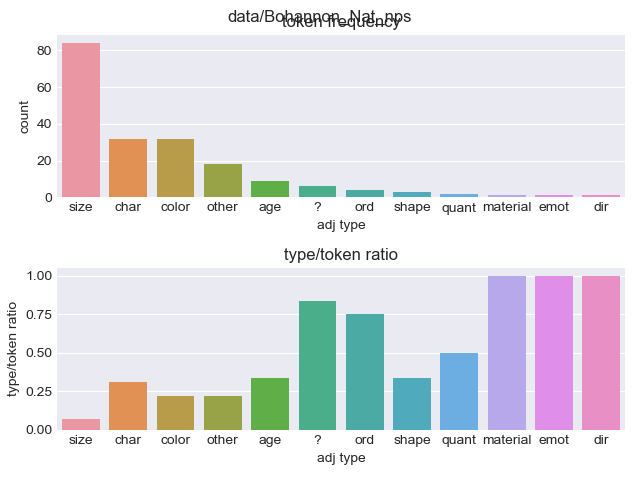 data/Bohannon_Nat_nps
token frequency
80
60
40
20
0
count
size char color other age ? ord shape quant material emot dir
adj type
type/token ratio
1.00
0.75
0.50
0.25
0.00
type/token ratio
size char color other age ? ord shape quant material emot dir
adj type